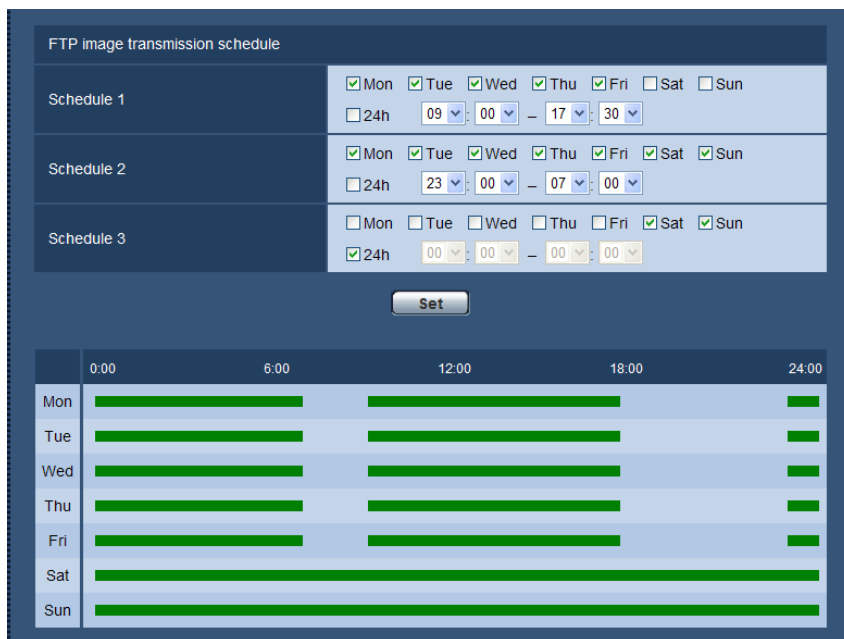 FTP image transmission schedule
Schedule 1
Mon Tue Wed Thu Fri Sat Sun
24h 09 : 00 – 17 : 30
Schedule 2
Mon Tue Wed Thu Fri Sat Sun
24h 23 : 00 – 07 : 00
Schedule 3
Mon Tue Wed Thu Fri Sat Sun
24h 00 : 00 – 00 : 00
Set
0:00 6:00 12:00 18:00 24:00
Mon
Tue
Wed
Thu
Fri
Sat
Sun